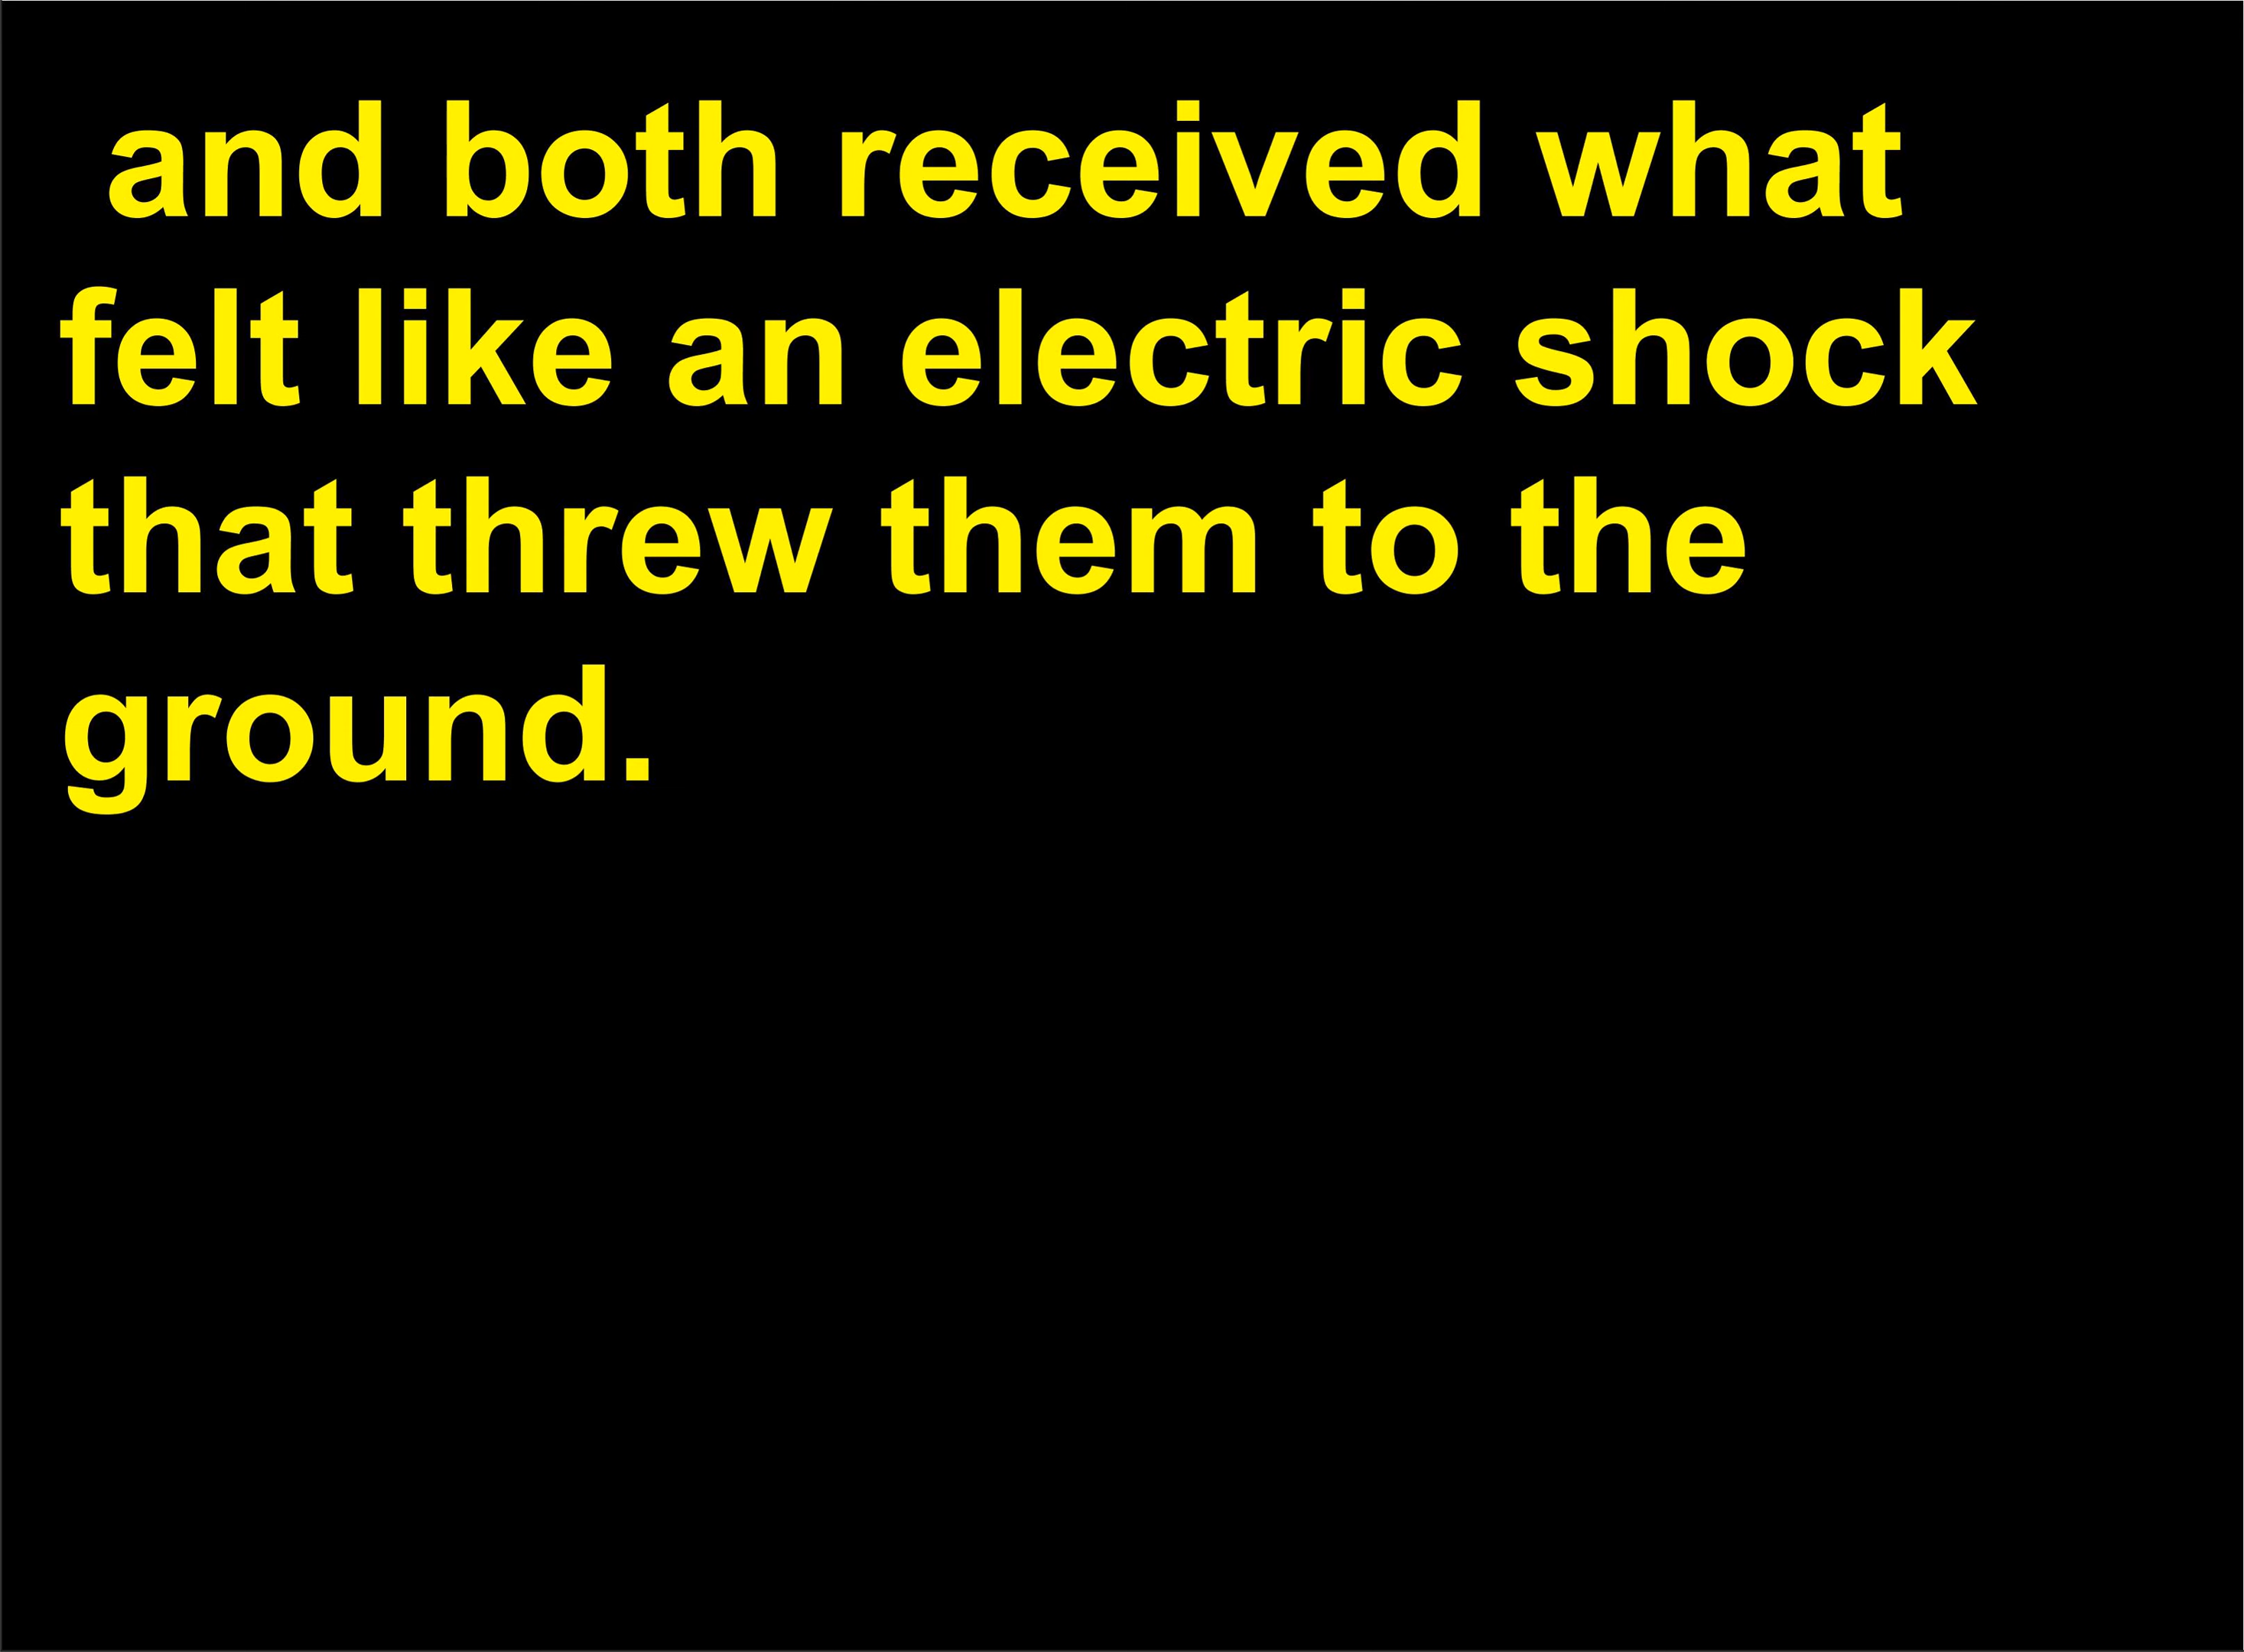 and both received what
felt like an electric shock
that threw them to the
ground.